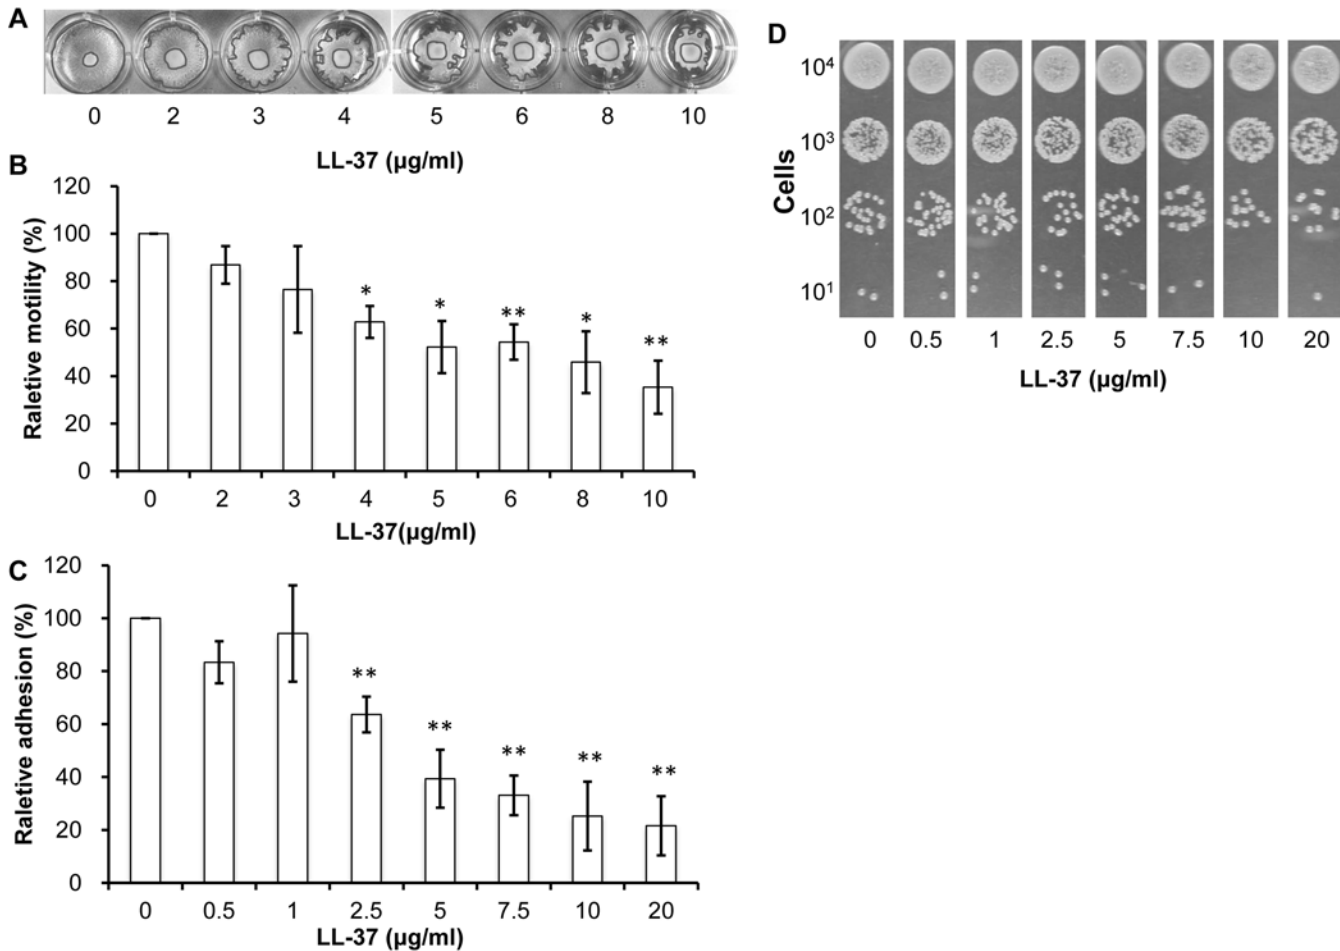 A
0 2 3 4 5 6 8 10
LL-37 (µg/ml)
B
Raletive motility (%)
120
100
80
60
40
20
0
* * ** * **
0 2 3 4 5 6 8 10
LL-37(µg/ml)
C
Raletive adhesion (%)
120
100
80
60
40
20
0
** ** ** ** **
0 0.5 1 2.5 5 7.5 10 20
LL-37 (µg/ml)
D
Cells
10⁴
10³
10²
10¹
0 0.5 1 2.5 5 7.5 10 20
LL-37 (µg/ml)